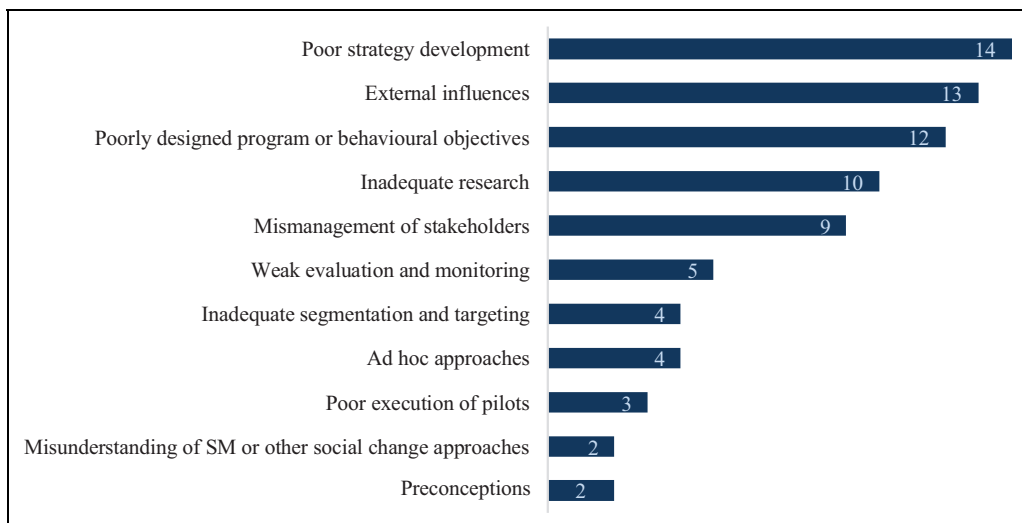 Poor strategy development 14
External influences 13
Poorly designed program or behavioural objectives 12
Inadequate research 10
Mismanagement of stakeholders 9
Weak evaluation and monitoring 5
Inadequate segmentation and targeting 4
Ad hoc approaches 4
Poor execution of pilots 3
Misunderstanding of SM or other social change approaches 2
Preconceptions 2